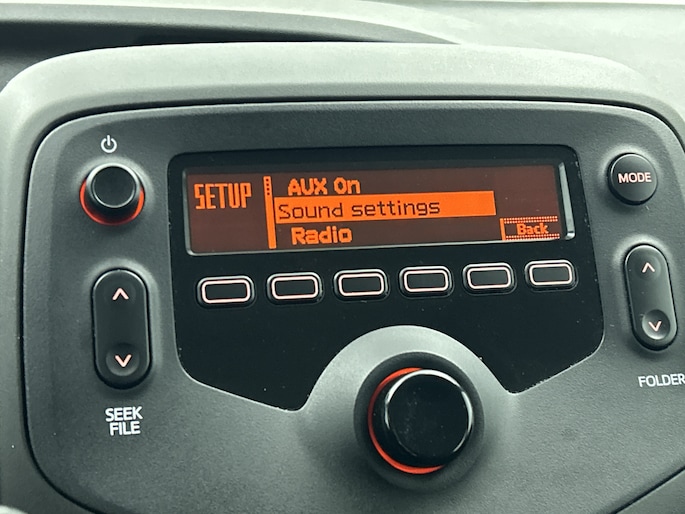 SETUP
AUX On
Sound settings
Radio
Back
MODE
SEEK
FILE
FOLDER